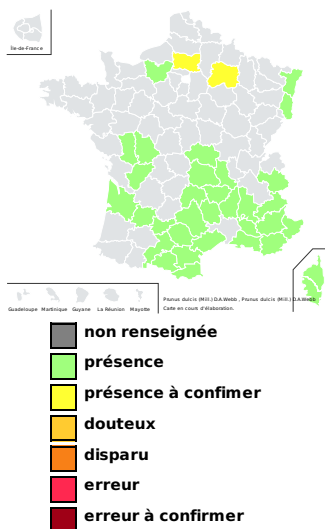 Île-de-France
Guadeloupe Martinique Guyane La Réunion Mayotte
Prunus dulcis (Mill.) D.A.Webb , Prunus dulcis (Mill.) D.A.Webb
Carte en cours d'élaboration.
non renseignée
présence
présence à confimer
douteux
disparu
erreur
erreur à confirmer